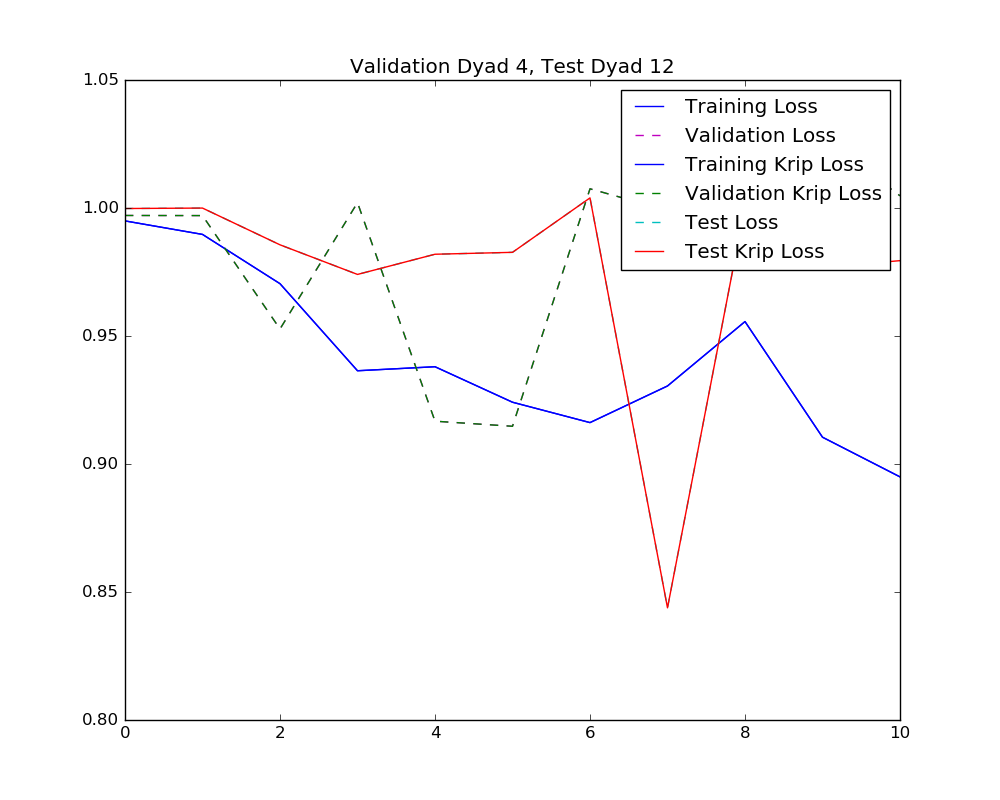 Validation Dyad 4, Test Dyad 12
1.05
1.00
0.95
0.90
0.85
0.80
Training Loss
Validation Loss
Training Krip Loss
Validation Krip Loss
Test Loss
Test Krip Loss
0 2 4 6 8 10